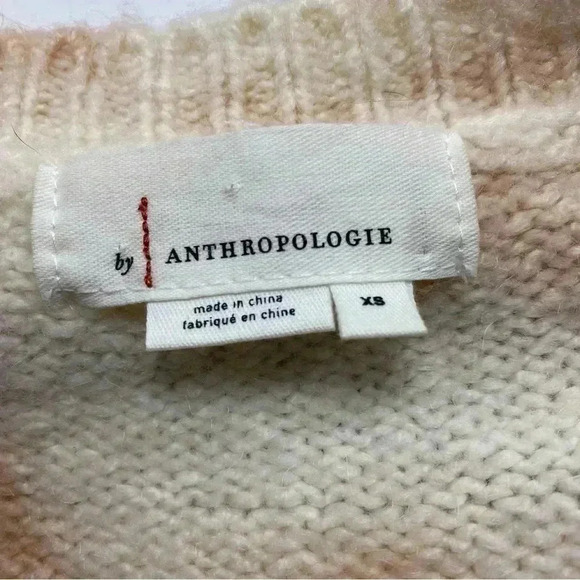 by ANTHROPOLOGIE
made in china
fabriqué en chine
XS